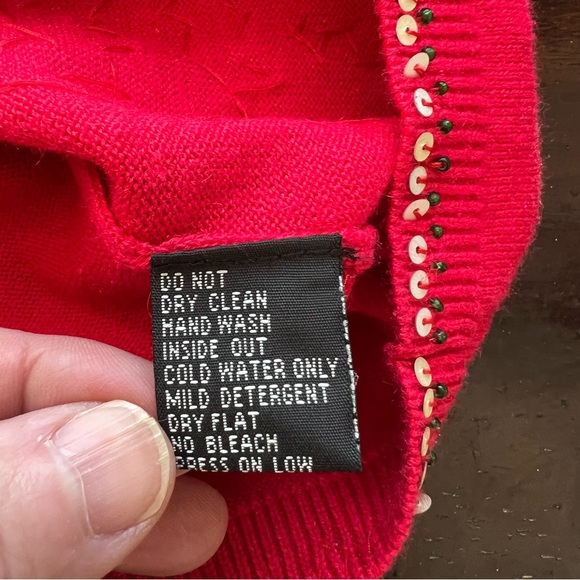 DO NOT
DRY CLEAN
HAND WASH
INSIDE OUT
COLD WATER ONLY
MILD DETERGENT
DRY FLAT
NO BLEACH
PRESS ON LOW